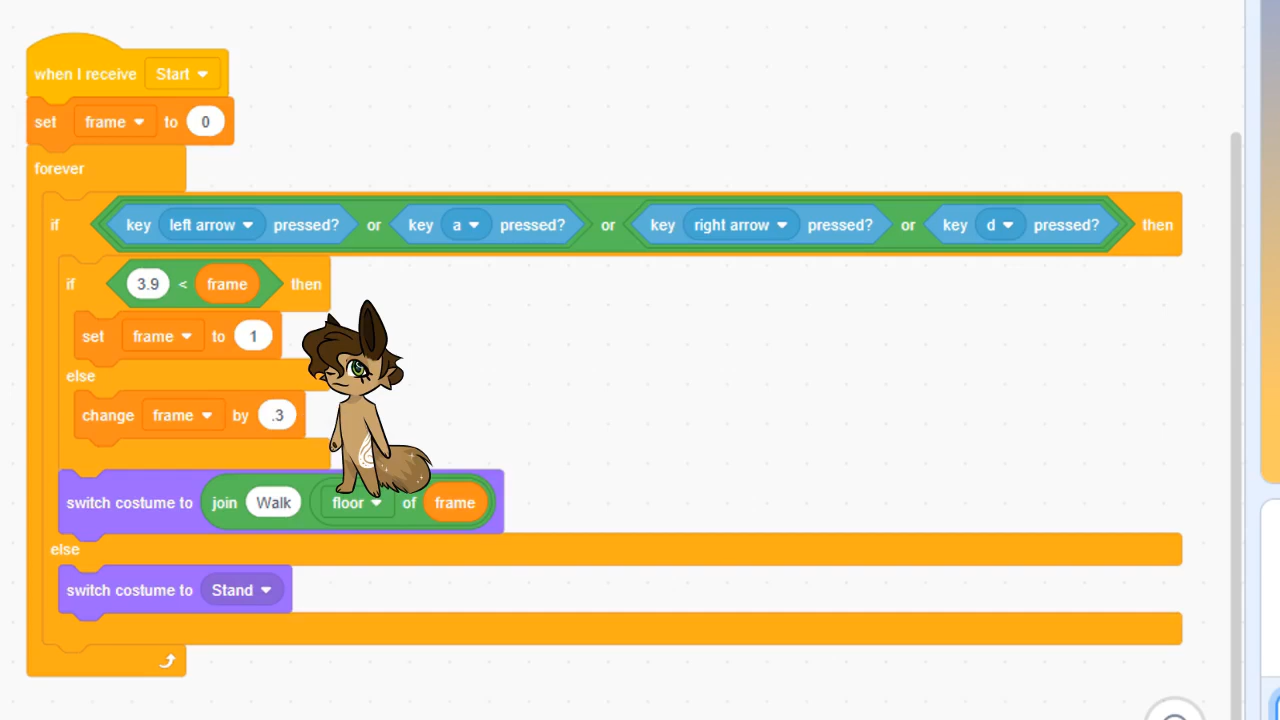 when I receive Start
set frame to 0
forever
if key left arrow pressed? or key a pressed? or key right arrow pressed? or key d pressed? then
if 3.9 < frame then
set frame to 1
else
change frame by .3
switch costume to join Walk floor of frame
else
switch costume to Stand